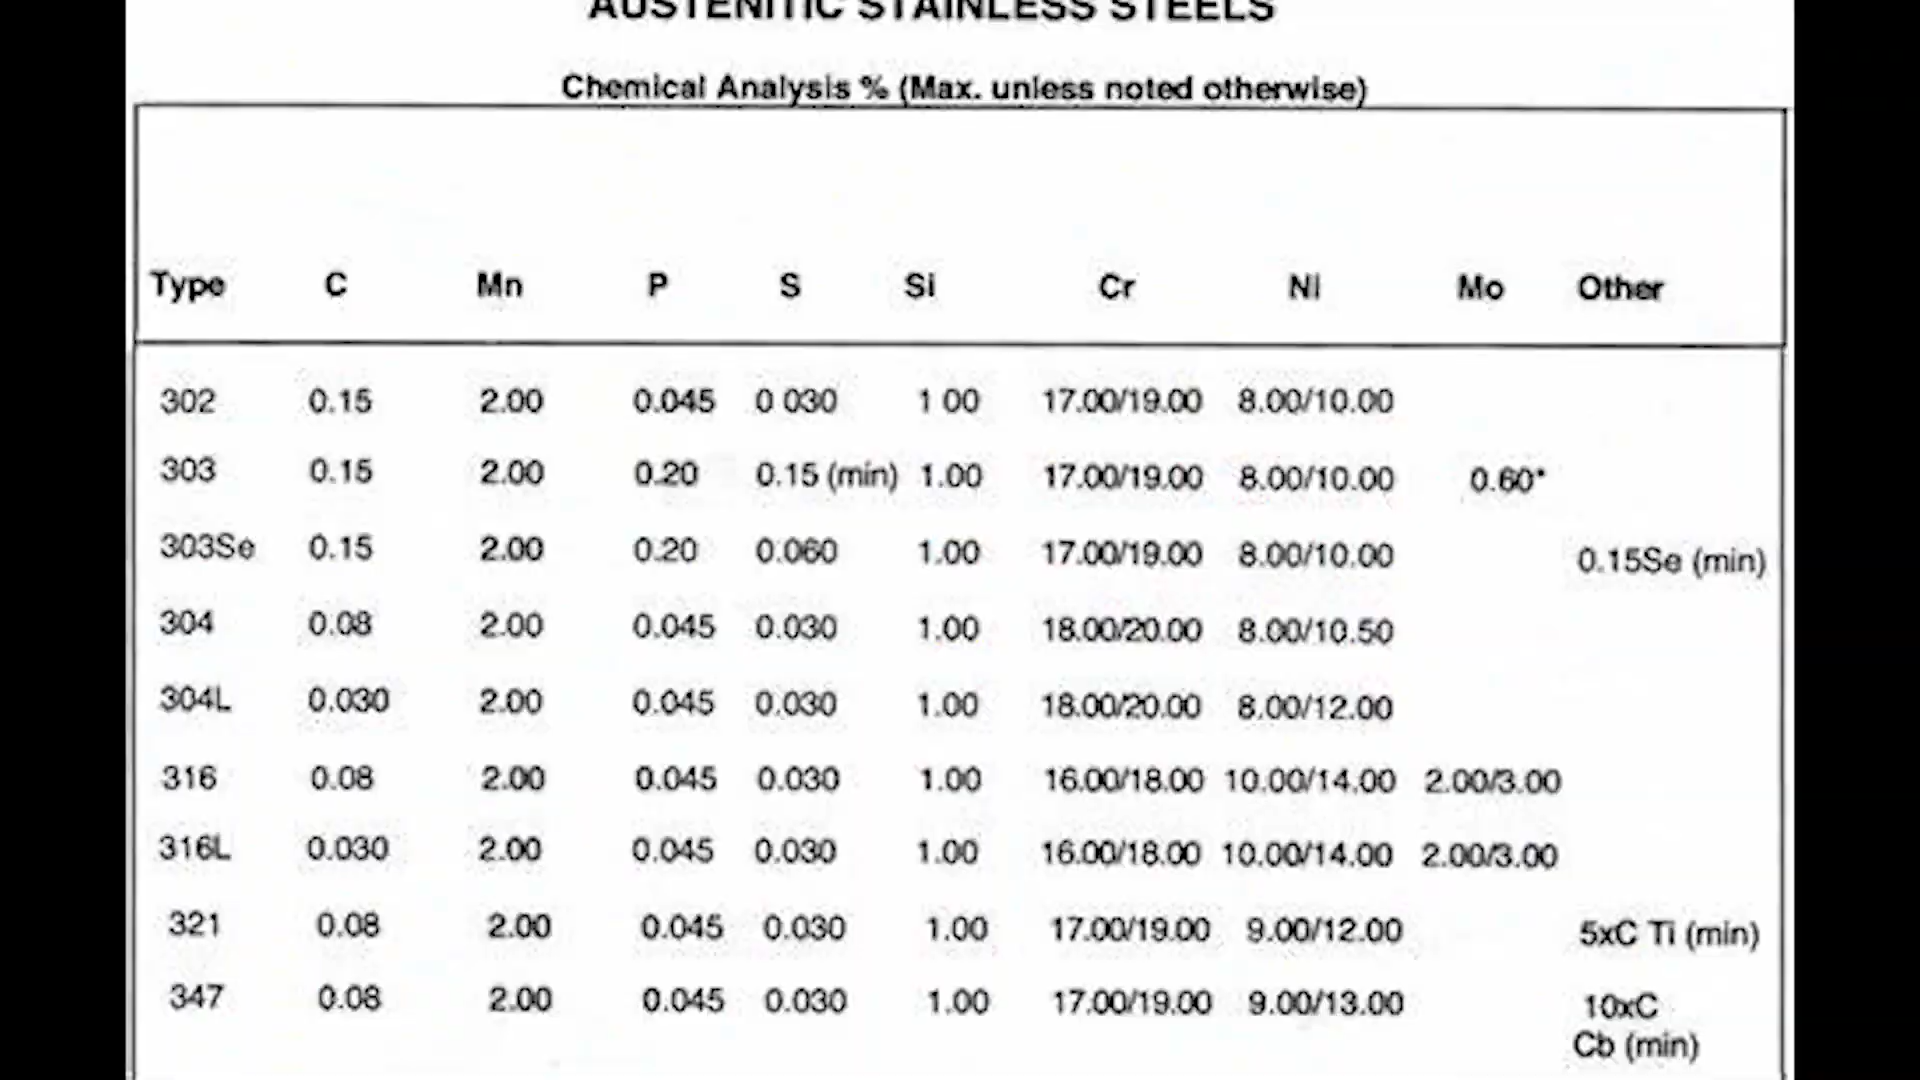 AUSTENITIC STAINLESS STEELS
Chemical Analysis % (Max. unless noted otherwise)
Type C Mn P S Si Cr Ni Mo Other
302 0.15 2.00 0.045 0 030 1 00 17.00/19.00 8.00/10.00
303 0.15 2.00 0.20 0.15 (min) 1.00 17.00/19.00 8.00/10.00 0.60*
303Se 0.15 2.00 0.20 0.060 1.00 17.00/19.00 8.00/10.00 0.15Se (min)
304 0.08 2.00 0.045 0.030 1.00 18.00/20.00 8.00/10.50
304L 0.030 2.00 0.045 0.030 1.00 18.00/20.00 8.00/12.00
316 0.08 2.00 0.045 0.030 1.00 16.00/18.00 10.00/14.00 2.00/3.00
316L 0.030 2.00 0.045 0.030 1.00 16.00/18.00 10.00/14.00 2.00/3.00
321 0.08 2.00 0.045 0.030 1.00 17.00/19.00 9.00/12.00 5xC Ti (min)
347 0.08 2.00 0.045 0.030 1.00 17.00/19.00 9.00/13.00 10xC
Cb (min)